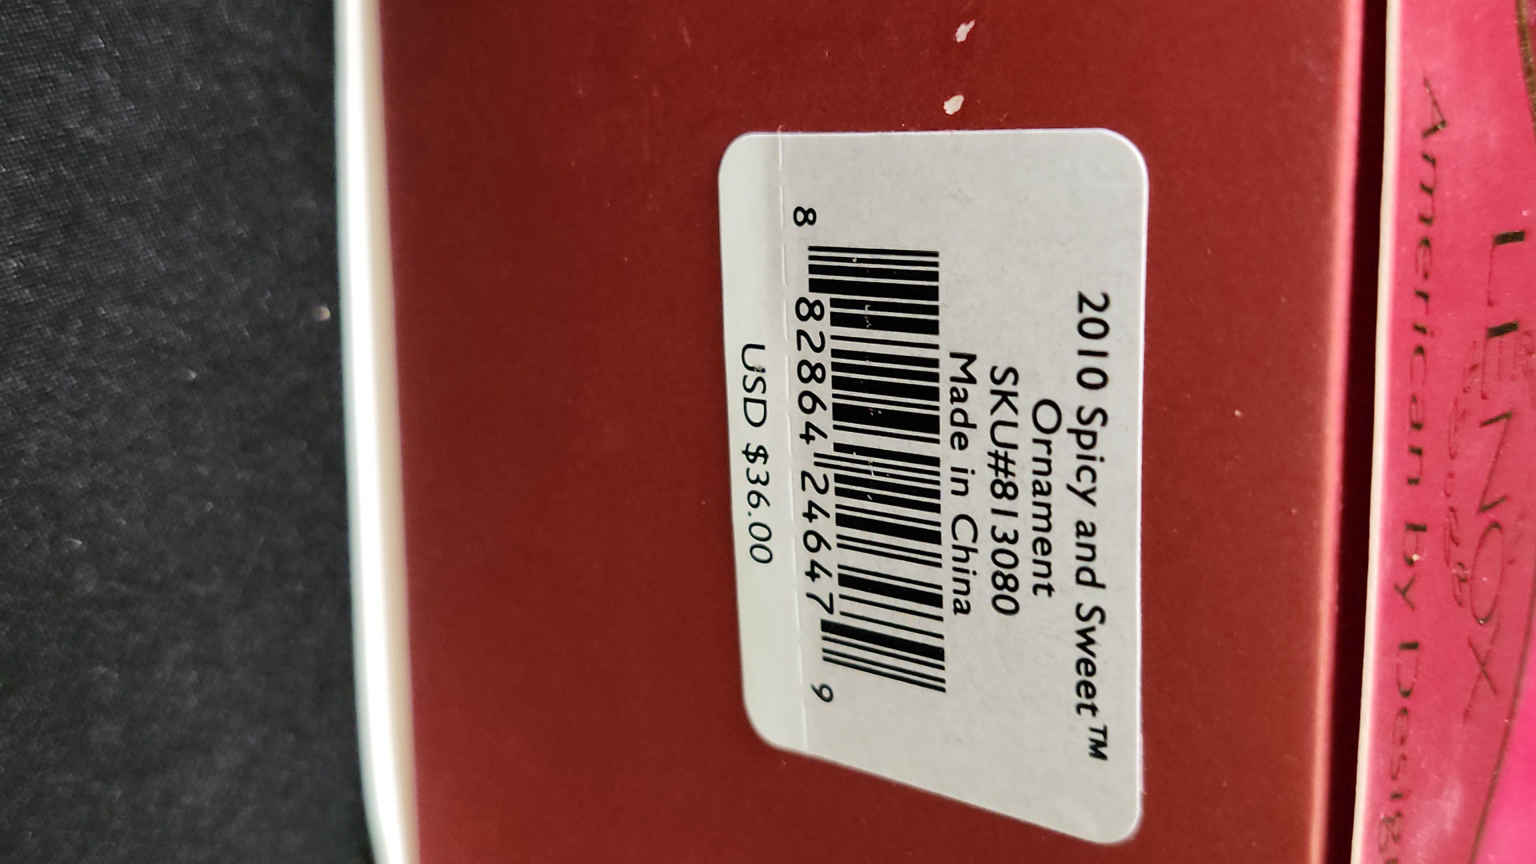 LENOX
American by Design
2010 Spicy and Sweet™
Ornament
SKU#813080
Made in China
8 82864 24647 9
USD $36.00